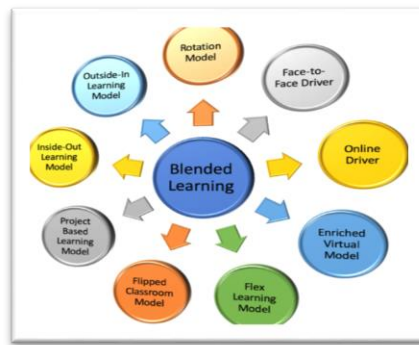 Rotation
Model
Face-to-
Face Driver
Online
Driver
Enriched
Virtual
Model
Flex
Learning
Model
Flipped
Classroom
Model
Project
Based
Learning
Model
Inside-Out
Learning
Model
Outside-In
Learning
Model
Blended
Learning